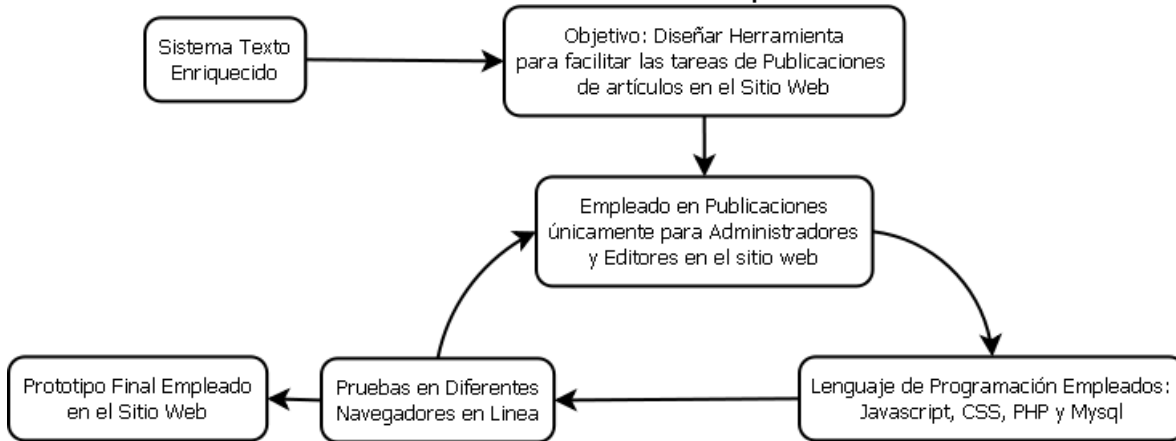 Sistema Texto
Enriquecido
Objetivo: Diseñar Herramienta
para facilitar las tareas de Publicaciones
de artículos en el Sitio Web
Empleado en Publicaciones
únicamente para Administradores
y Editores en el sitio web
Prototipo Final Empleado
en el Sitio Web
Pruebas en Diferentes
Navegadores en Linea
Lenguaje de Programación Empleados:
Javascript, CSS, PHP y Mysql